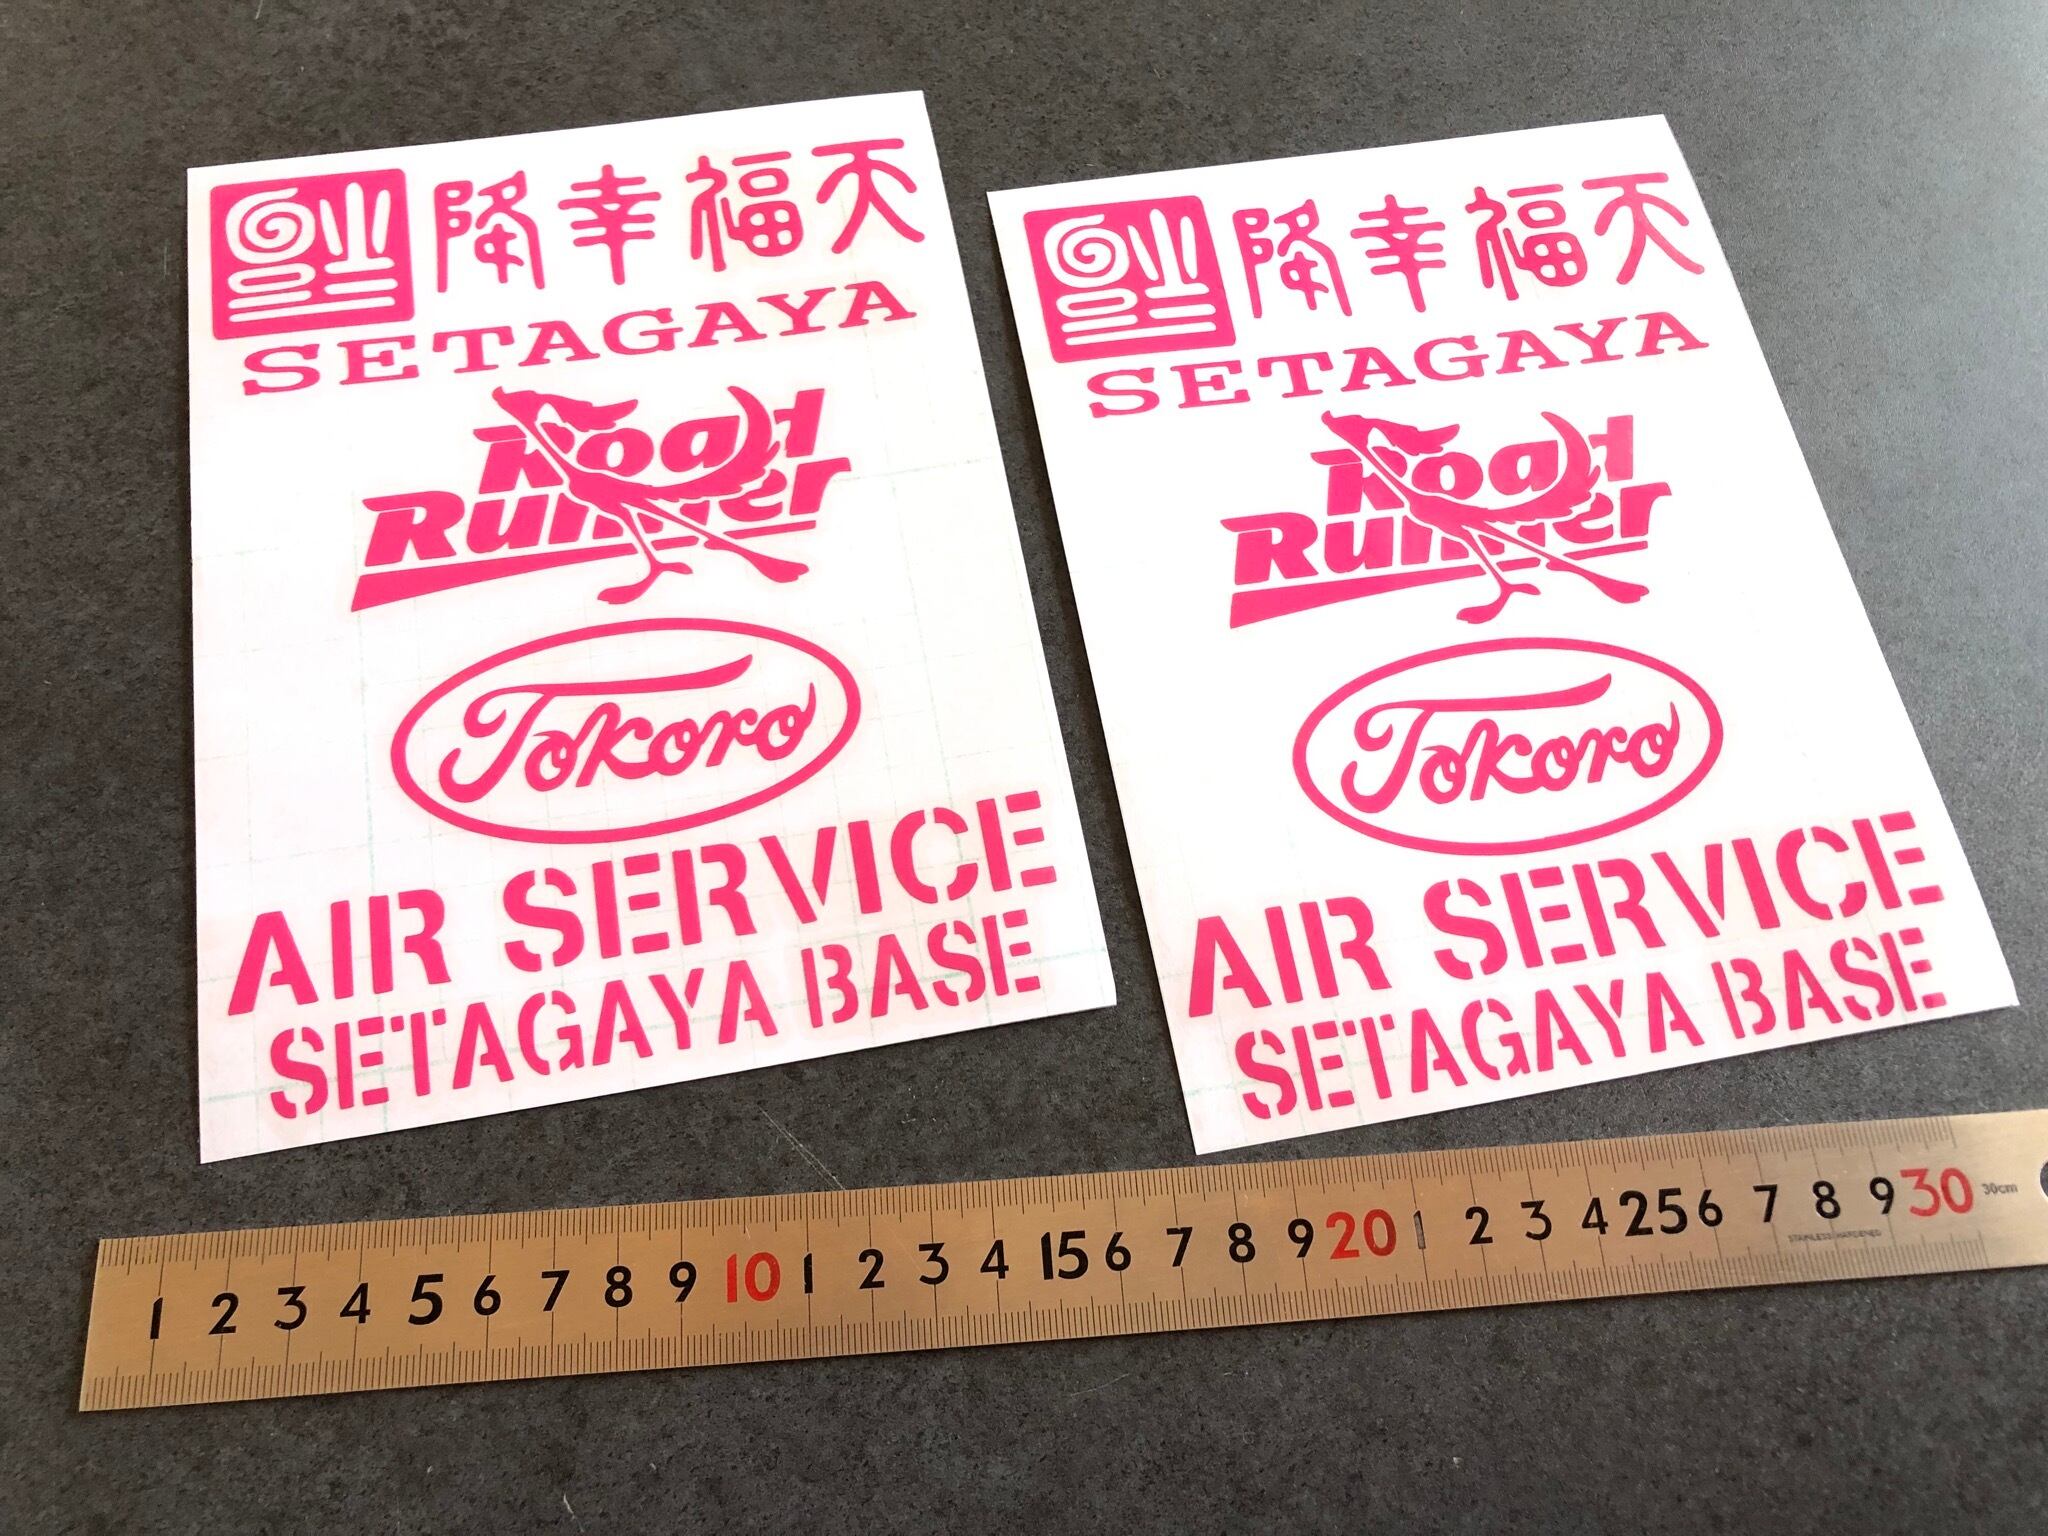 降幸福天
SETAGAYA
Road
Runner
Tokoro
AIR SERVICE
SETAGAYA BASE
降幸福天
SETAGAYA
Road
Runner
Tokoro
AIR SERVICE
SETAGAYA BASE
1 2 3 4 5 6 7 8 9 10 1 2 3 4 15 6 7 8 9 20 1 2 3 4 25 6 7 8 9 30 30cm
STAINLESS HARDENED